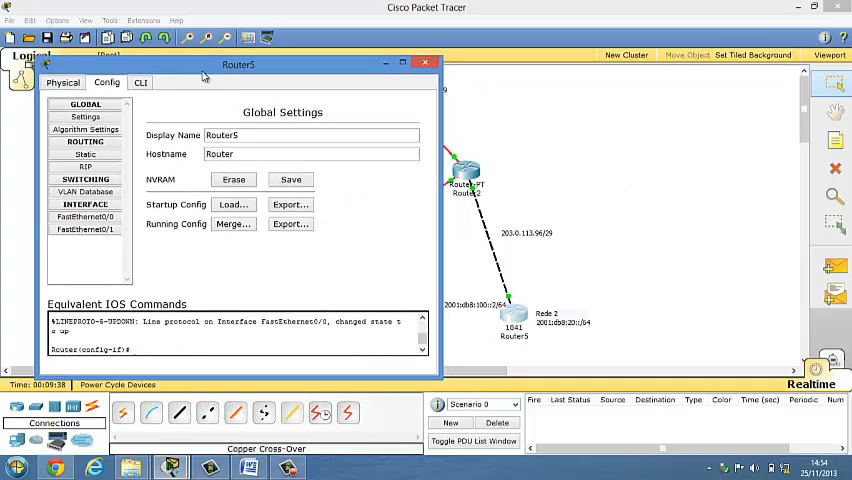 Cisco Packet Tracer
File Edit Options View Tools Extensions Help
Logical [Root] New Cluster Move Object Set Tiled Background Viewport
Router5
Physical Config CLI
GLOBAL
Settings
Algorithm Settings
ROUTING
Static
RIP
SWITCHING
VLAN Database
INTERFACE
FastEthernet0/0
FastEthernet0/1
Global Settings
Display Name Router5
Hostname Router
NVRAM Erase Save
Startup Config Load... Export...
Running Config Merge... Export...
Equivalent IOS Commands
%LINEPROTO-5-UPDOWN: Line protocol on Interface FastEthernet0/0, changed state t
o up
Router(config-if)#
Router-PT
Router2
203.0.113.96/29
2001:db8:100::2/64
1841
Router5
Rede 2
2001:db8:20::/64
Time: 00:09:38 Power Cycle Devices
Realtime
Connections
Copper Cross-Over
Scenario 0
New Delete
Toggle PDU List Window
Fire Last Status Source Destination Type Color Time (sec) Periodic Num
14:54
25/11/2013